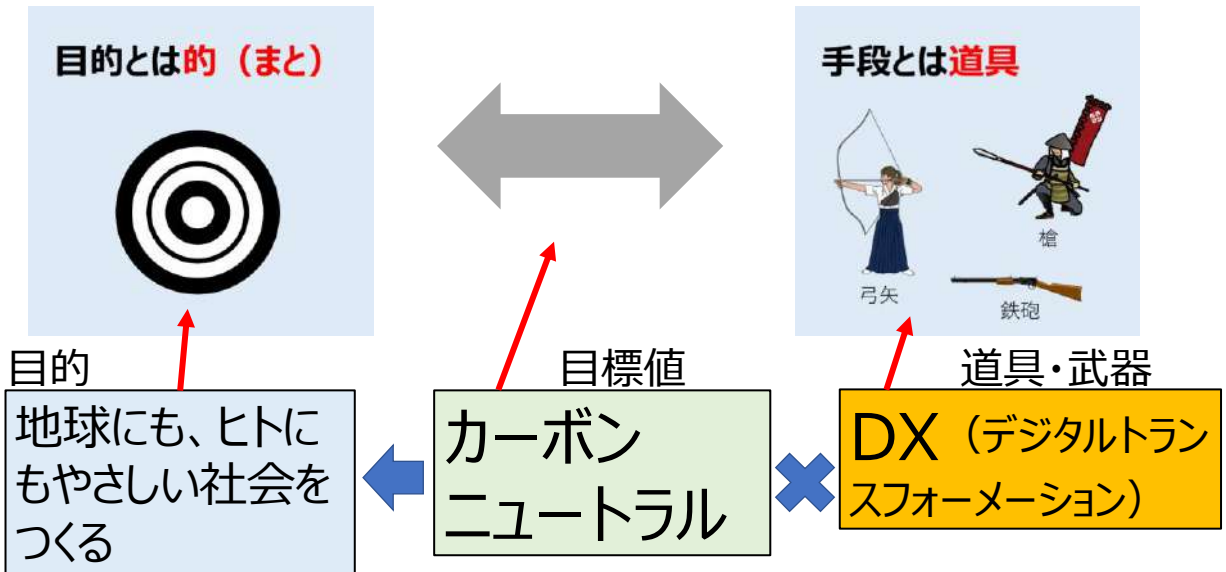 目的とは的（まと）
手段とは道具
弓矢
槍
鉄砲
目的
地球にも、ヒトに
もやさしい社会を
つくる
目標値
カーボン
ニュートラル
道具・武器
DX（デジタルトラン
スフォーメーション）